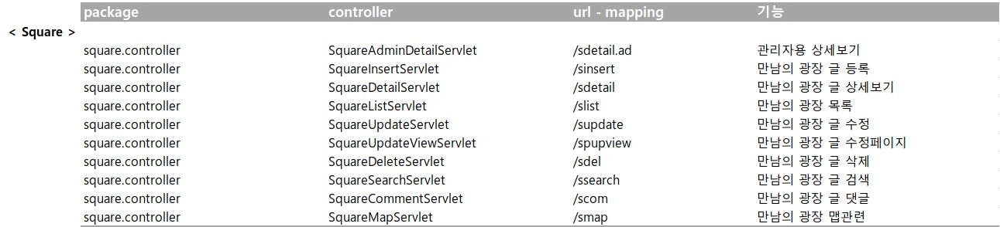 package controller url - mapping 기능
< Square >
square.controller SquareAdminDetailServlet /sdetail.ad 관리자용 상세보기
square.controller SquareInsertServlet /sinsert 만남의 광장 글 등록
square.controller SquareDetailServlet /sdetail 만남의 광장 글 상세보기
square.controller SquareListServlet /slist 만남의 광장 목록
square.controller SquareUpdateServlet /supdate 만남의 광장 글 수정
square.controller SquareUpdateViewServlet /spupview 만남의 광장 글 수정페이지
square.controller SquareDeleteServlet /sdel 만남의 광장 글 삭제
square.controller SquareSearchServlet /ssearch 만남의 광장 글 검색
square.controller SquareCommentServlet /scom 만남의 광장 글 댓글
square.controller SquareMapServlet /smap 만남의 광장 맵관련